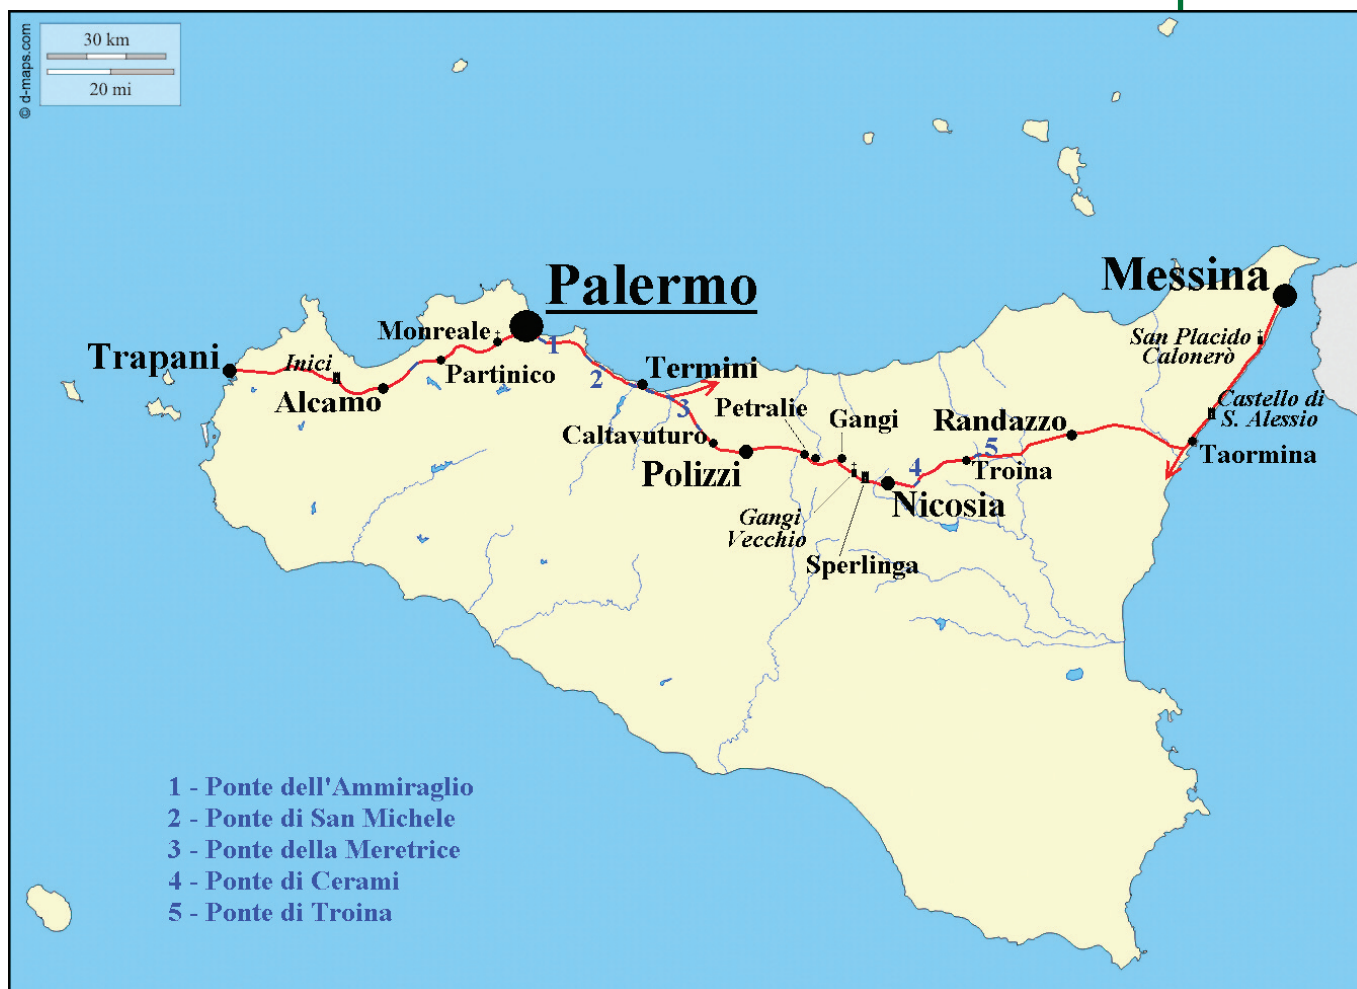 © d-maps.com
30 km
20 mi
Palermo
Messina
Monreale
San Placido
Calonerò
Trapani
Inici
Partinico
1
Termini
2
Alcamo
3
Petralie
Gangi
Randazzo
Castello di
S. Alessio
Caltavuturo
Polizzi
4
5
Troina
Taormina
Nicosia
Gangi
Vecchio
Sperlinga
1 - Ponte dell'Ammiraglio
2 - Ponte di San Michele
3 - Ponte della Meretrice
4 - Ponte di Cerami
5 - Ponte di Troina